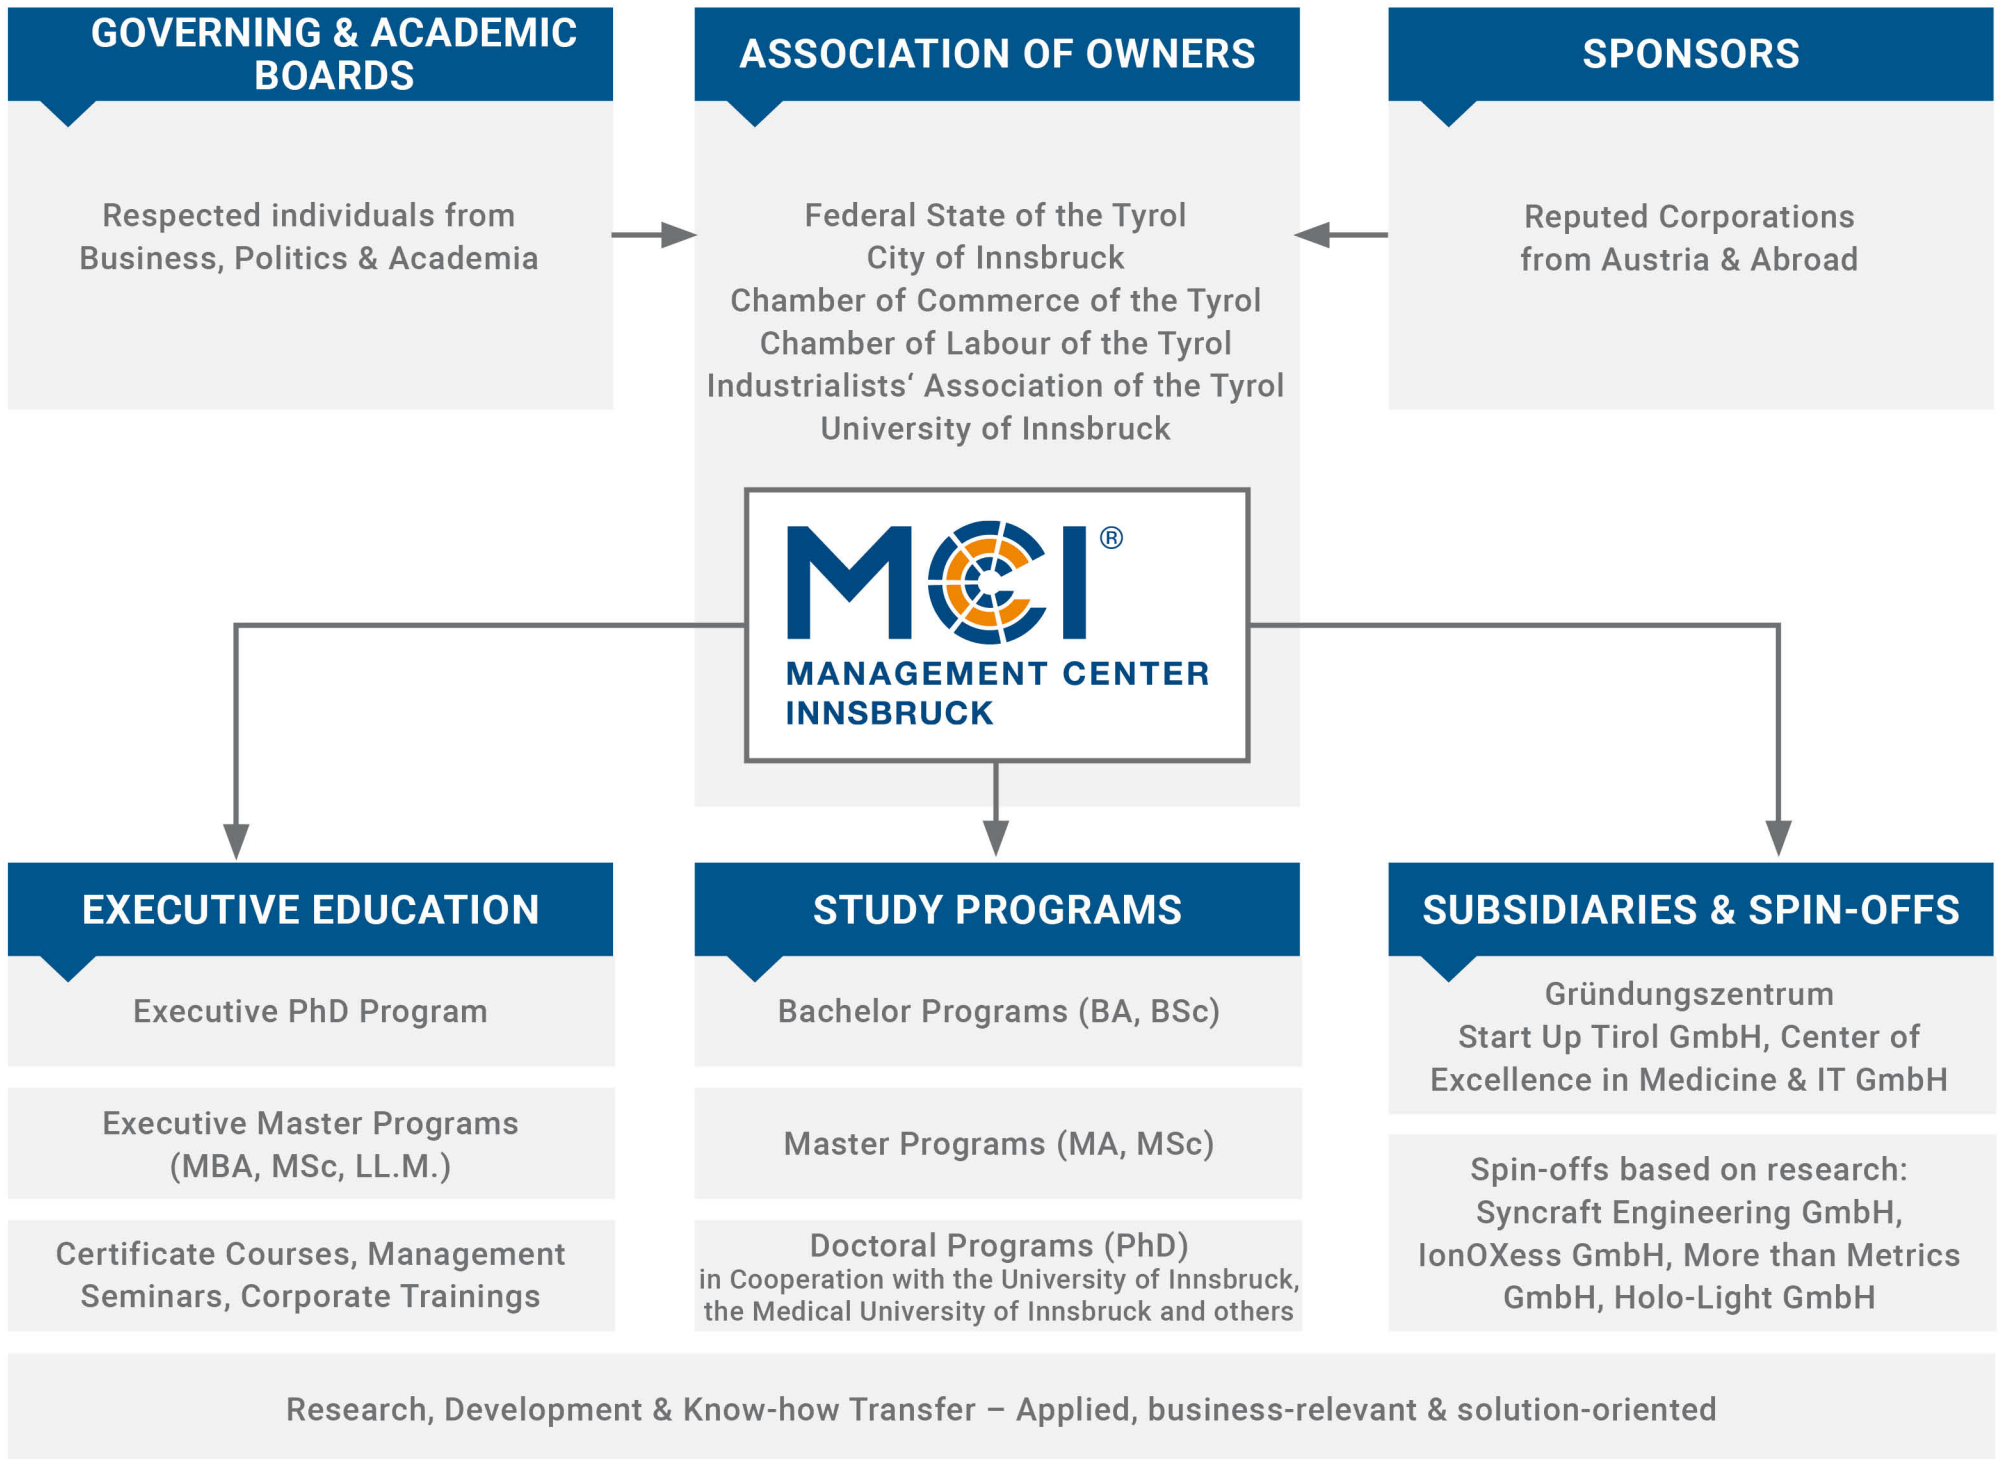 GOVERNING & ACADEMIC
BOARDS
Respected individuals from
Business, Politics & Academia
ASSOCIATION OF OWNERS
Federal State of the Tyrol
City of Innsbruck
Chamber of Commerce of the Tyrol
Chamber of Labour of the Tyrol
Industrialists‘ Association of the Tyrol
University of Innsbruck
SPONSORS
Reputed Corporations
from Austria & Abroad
MCI®
MANAGEMENT CENTER
INNSBRUCK
EXECUTIVE EDUCATION
Executive PhD Program
Executive Master Programs
(MBA, MSc, LL.M.)
Certificate Courses, Management
Seminars, Corporate Trainings
STUDY PROGRAMS
Bachelor Programs (BA, BSc)
Master Programs (MA, MSc)
Doctoral Programs (PhD)
in Cooperation with the University of Innsbruck,
the Medical University of Innsbruck and others
SUBSIDIARIES & SPIN-OFFS
Gründungszentrum
Start Up Tirol GmbH, Center of
Excellence in Medicine & IT GmbH
Spin-offs based on research:
Syncraft Engineering GmbH,
IonOXess GmbH, More than Metrics
GmbH, Holo-Light GmbH
Research, Development & Know-how Transfer – Applied, business-relevant & solution-oriented